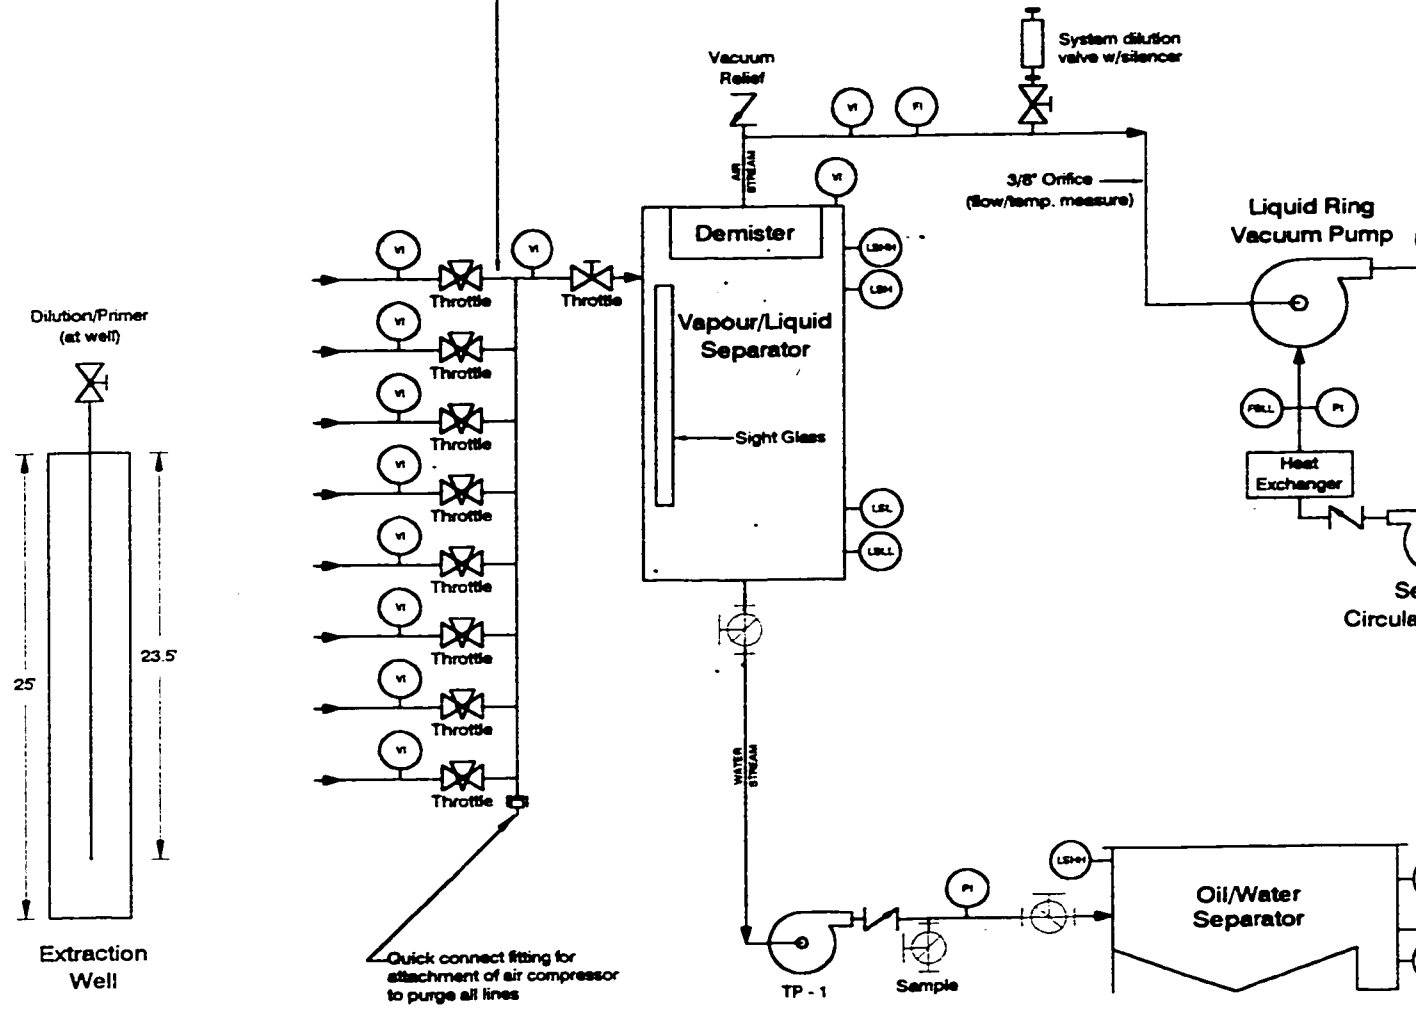 System dilution
valve w/silencer
Vacuum
Relief
VI
FI
AIR
STREAM
VI
3/8" Orifice
(flow/temp. measure)
Liquid Ring
Vacuum Pump
Demister
LSHH
LSH
VI
VI
Throttle
Throttle
Dilution/Primer
(at well)
VI
Throttle
Vapour/Liquid
Separator
VI
Throttle
PI
Sight Glass
VI
Throttle
Heat
Exchanger
LSL
VI
Throttle
LSLL
VI
Throttle
Se
Circula
23.5'
25'
VI
Throttle
VI
Throttle
WATER
STREAM
LSHH
PI
Oil/Water
Separator
Extraction
Well
Quick connect fitting for
attachment of air compressor
to purge all lines
TP - 1
Sample